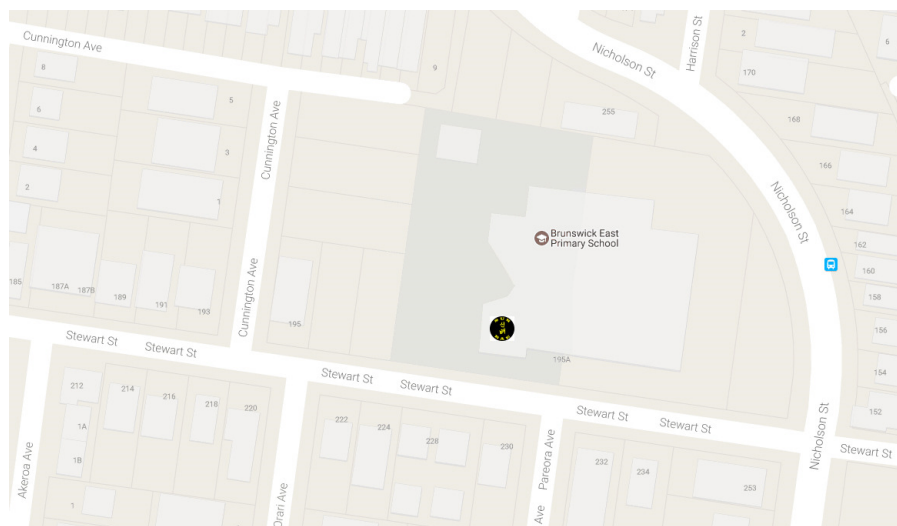 Cunnington Ave
8
6
4
2
5
3
1
Cunnington Ave
Cunnington Ave
9
255
Nicholson St
Harrison St
2
6
170
168
166
164
162
160
158
156
154
152
Nicholson St
Nicholson St
Brunswick East
Primary School
195A
185
187A
187B
189
191
193
195
Stewart St
Stewart St
Stewart St
Stewart St
Stewart St
Stewart St
Stewart St
212
214
216
218
220
222
224
228
230
232
234
253
1A
1B
1
Akeroa Ave
Orari Ave
Pareora Ave
Ave